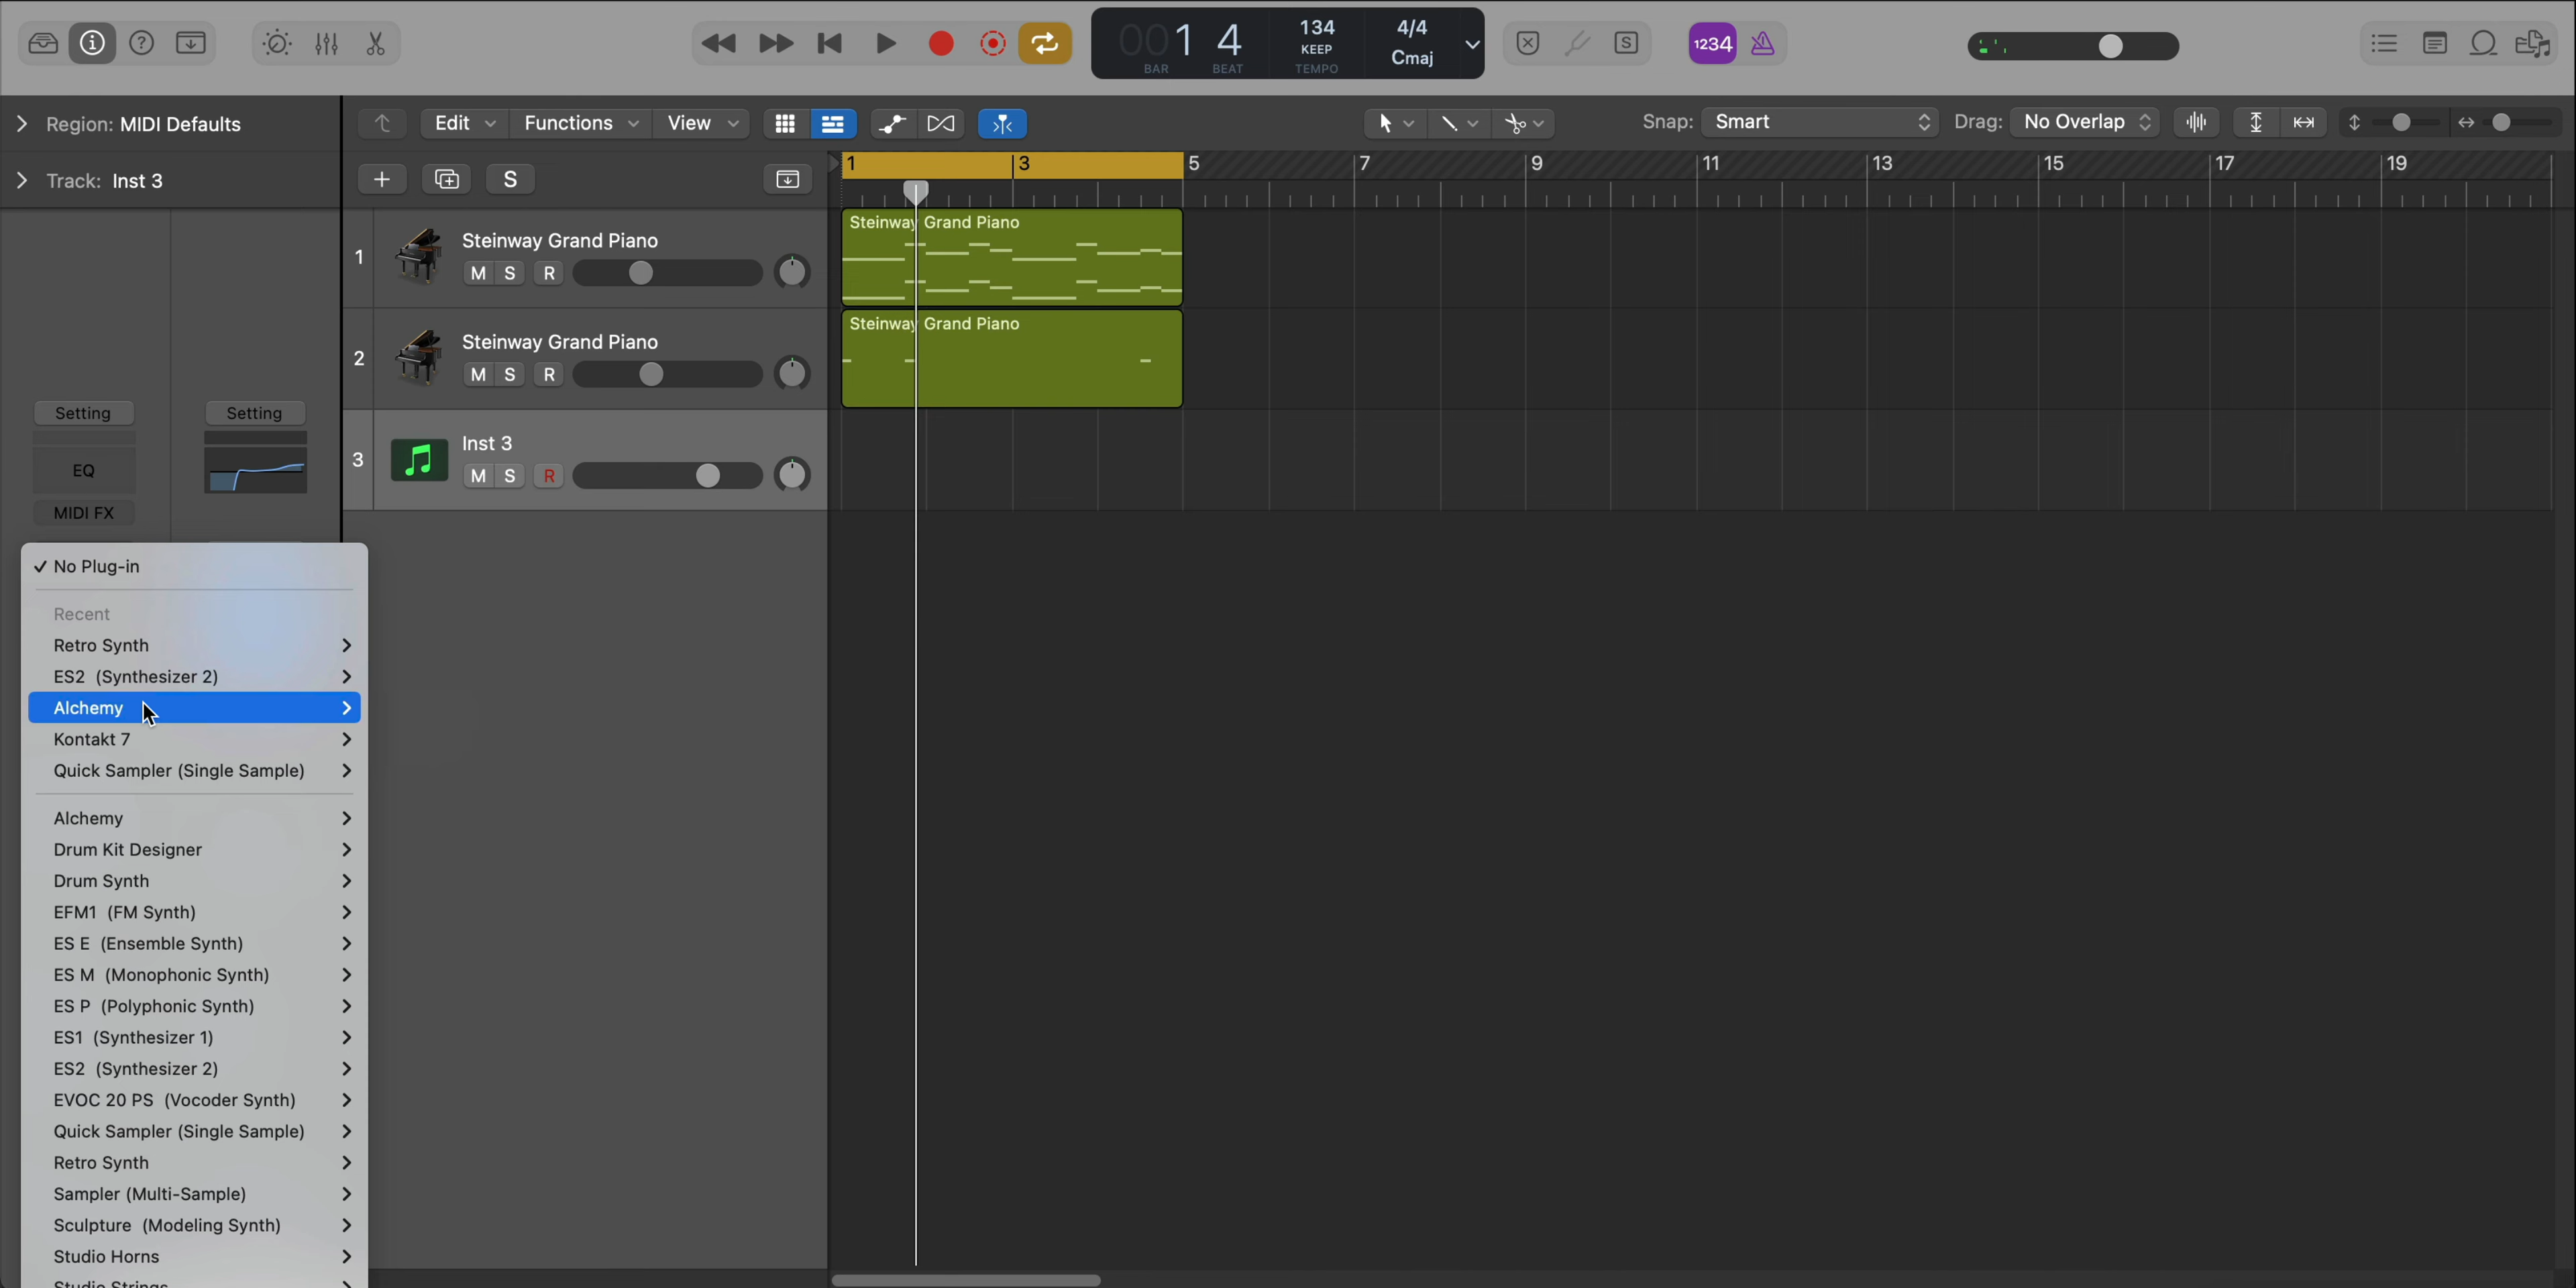 1 4 134 4/4
KEEP Cmaj
BAR BEAT TEMPO
1234
S
Region: MIDI Defaults
Edit Functions View
Snap: Smart Drag: No Overlap
Track: Inst 3
S
1 3 5 7 9 11 13 15 17 19
1 Steinway Grand Piano
M S R
Steinway Grand Piano
2 Steinway Grand Piano
M S R
Steinway Grand Piano
3 Inst 3
M S R
Setting Setting
EQ
MIDI FX
✓ No Plug-in
Recent
Retro Synth
ES2 (Synthesizer 2)
Alchemy
Kontakt 7
Quick Sampler (Single Sample)
Alchemy
Drum Kit Designer
Drum Synth
EFM1 (FM Synth)
ES E (Ensemble Synth)
ES M (Monophonic Synth)
ES P (Polyphonic Synth)
ES1 (Synthesizer 1)
ES2 (Synthesizer 2)
EVOC 20 PS (Vocoder Synth)
Quick Sampler (Single Sample)
Retro Synth
Sampler (Multi-Sample)
Sculpture (Modeling Synth)
Studio Horns
Studio Strings